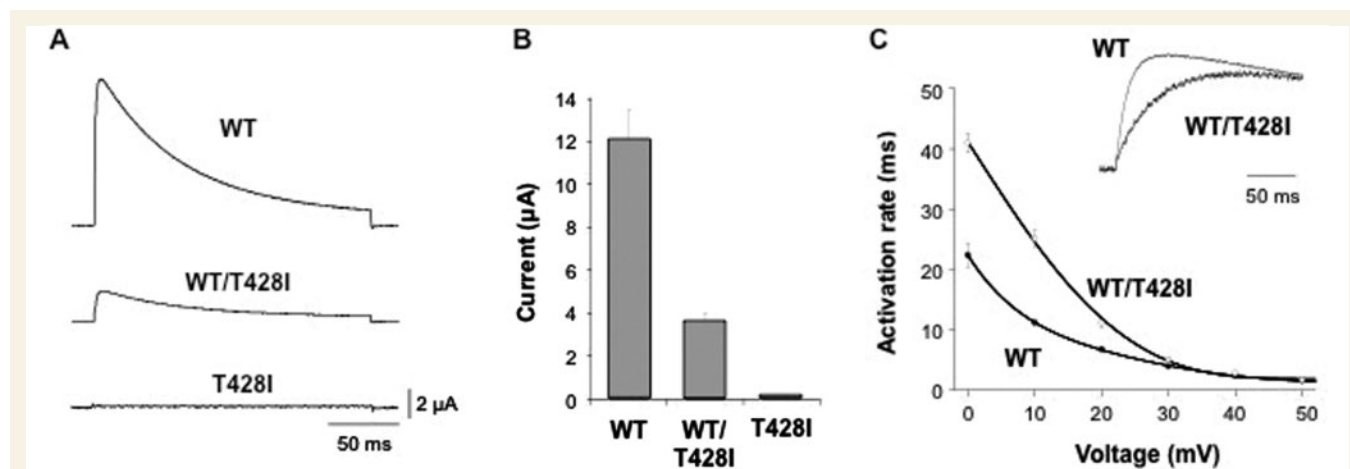 A
WT
WT/T428I
T428I
2 µA
50 ms
B
Current (µA)
14
12
10
8
6
4
2
0
WT
WT/
T428I
T428I
C
WT
WT/T428I
50 ms
Activation rate (ms)
50
40
30
20
10
0
WT/T428I
WT
0 10 20 30 40 50
Voltage (mV)